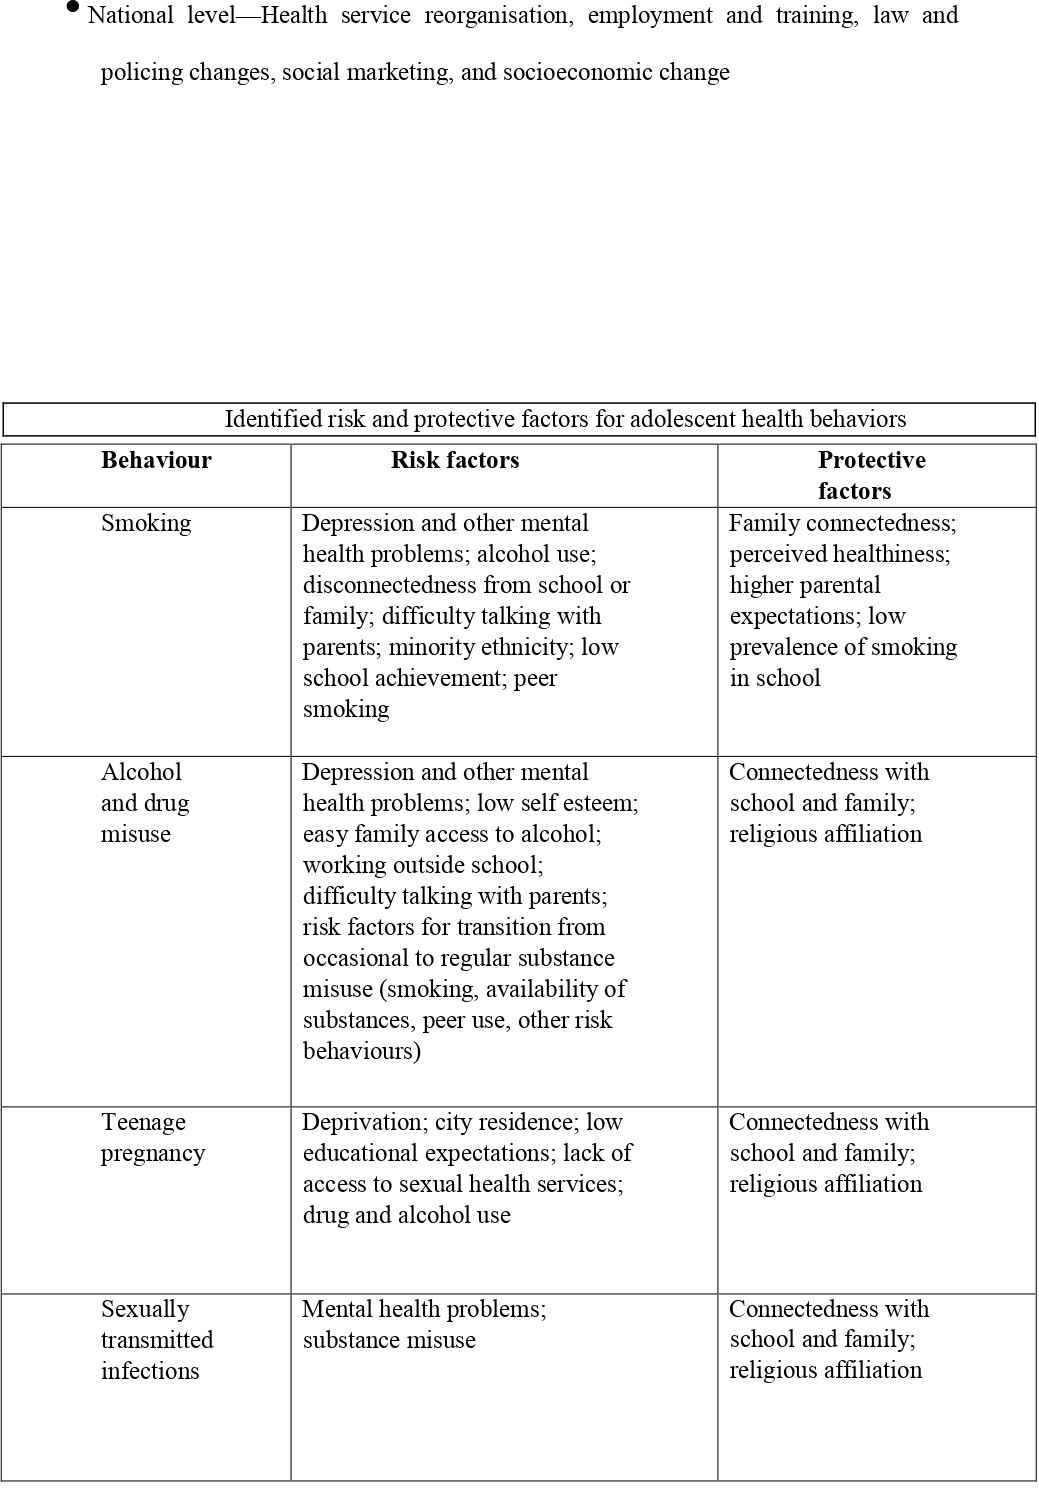 • National level—Health service reorganisation, employment and training, law and
policing changes, social marketing, and socioeconomic change
Identified risk and protective factors for adolescent health behaviors
Behaviour
Risk factors
Protective
factors
Smoking
Depression and other mental
health problems; alcohol use;
disconnectedness from school or
family; difficulty talking with
parents; minority ethnicity; low
school achievement; peer
smoking
Family connectedness;
perceived healthiness;
higher parental
expectations; low
prevalence of smoking
in school
Alcohol
and drug
misuse
Depression and other mental
health problems; low self esteem;
easy family access to alcohol;
working outside school;
difficulty talking with parents;
risk factors for transition from
occasional to regular substance
misuse (smoking, availability of
substances, peer use, other risk
behaviours)
Connectedness with
school and family;
religious affiliation
Teenage
pregnancy
Deprivation; city residence; low
educational expectations; lack of
access to sexual health services;
drug and alcohol use
Connectedness with
school and family;
religious affiliation
Sexually
transmitted
infections
Mental health problems;
substance misuse
Connectedness with
school and family;
religious affiliation